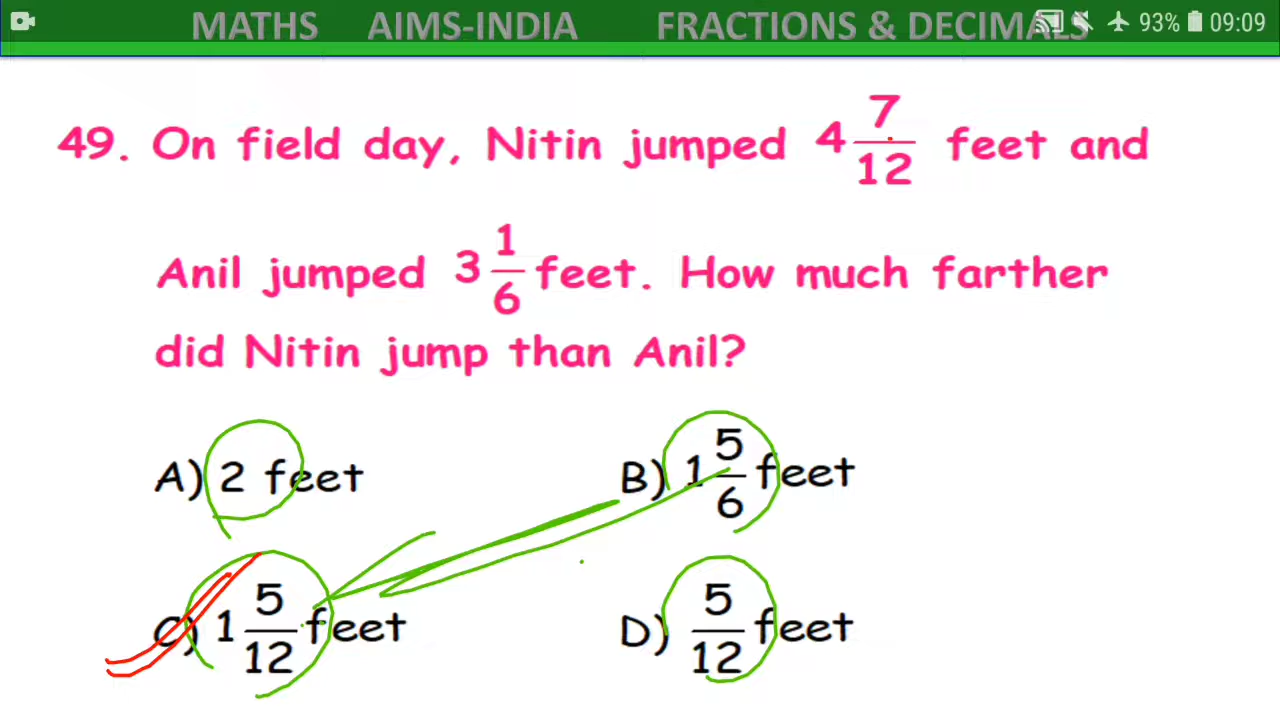 MATHS AIMS-INDIA FRACTIONS & DECIMALS 93% 09:09
49. On field day, Nitin jumped 4 7/12 feet and
Anil jumped 3 1/6 feet. How much farther
did Nitin jump than Anil?
A) 2 feet B) 1 5/6 feet
C) 1 5/12 feet D) 5/12 feet